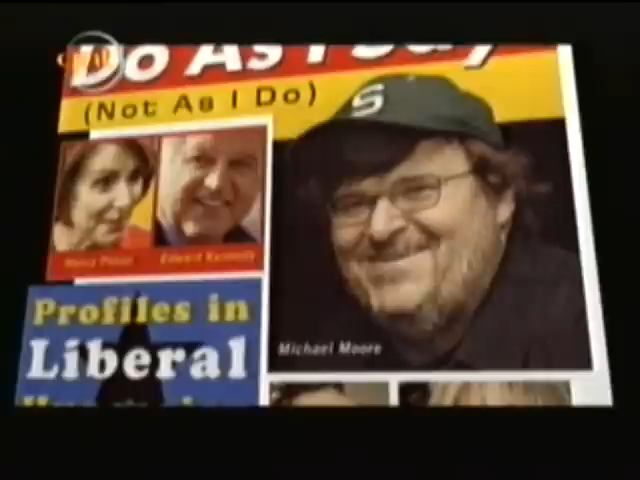 Do As I Say
(Not As I Do)
Nancy Pelosi
Edward Kennedy
Michael Moore
S
Profiles in
Liberal